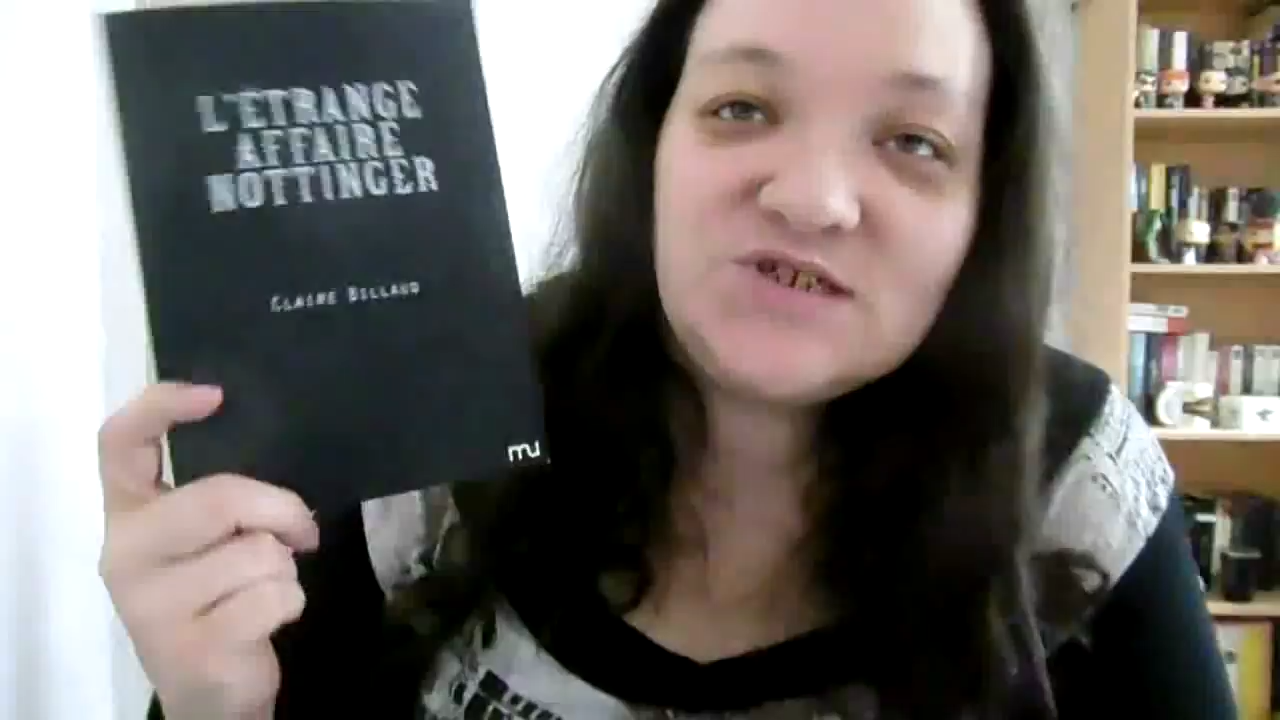 L'ETRANGE
AFFAIRE
NOTTINGER
CLAIRE BILLAUD
mu